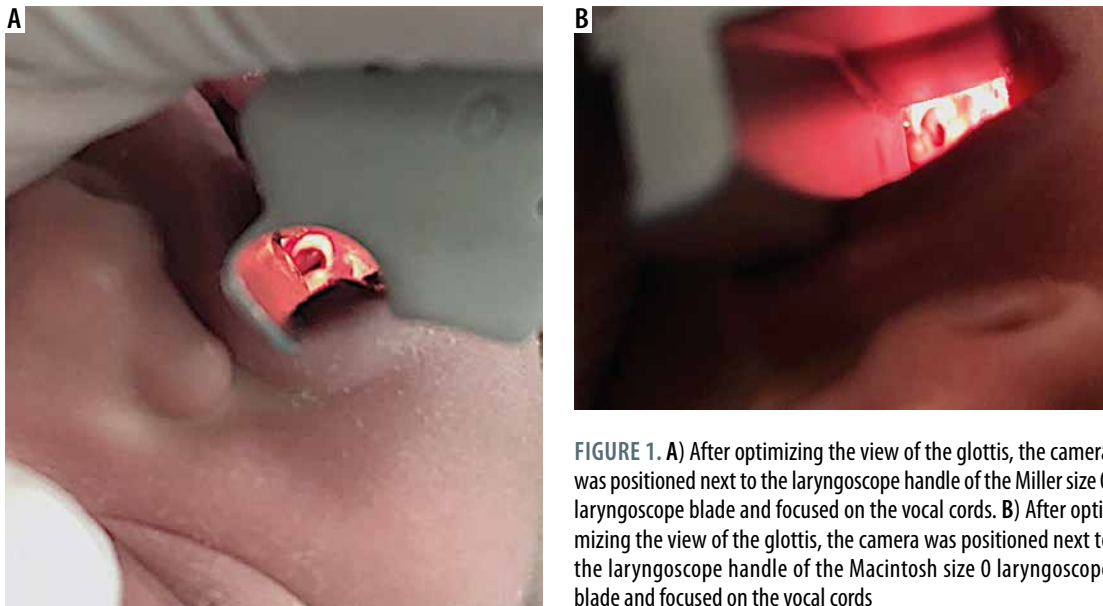 A
B
FIGURE 1. A) After optimizing the view of the glottis, the camera
was positioned next to the laryngoscope handle of the Miller size 0
laryngoscope blade and focused on the vocal cords. B) After opti-
mizing the view of the glottis, the camera was positioned next to
the laryngoscope handle of the Macintosh size 0 laryngoscope
blade and focused on the vocal cords